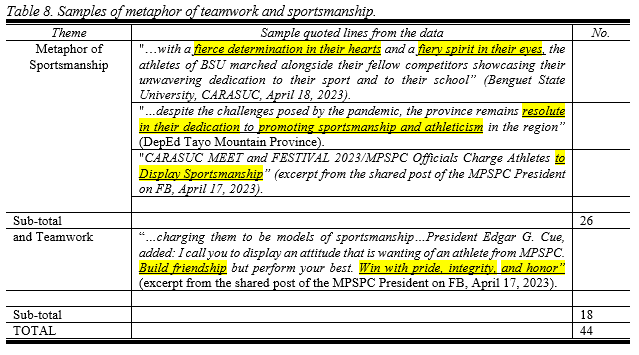 Table 8. Samples of metaphor of teamwork and sportsmanship.
Theme Sample quoted lines from the data No.
Metaphor of Sportsmanship "…with a fierce determination in their hearts and a fiery spirit in their eyes, the
athletes of BSU marched alongside their fellow competitors showcasing their
unwavering dedication to their sport and to their school" (Benguet State
University, CARASUC, April 18, 2023).
"…despite the challenges posed by the pandemic, the province remains resolute
in their dedication to promoting sportsmanship and athleticism in the region"
(DepEd Tayo Mountain Province).
"CARASUC MEET and FESTIVAL 2023/MPSPC Officials Charge Athletes to
Display Sportsmanship" (excerpt from the shared post of the MPSPC President
on FB, April 17, 2023).
Sub-total 26
and Teamwork "…charging them to be models of sportsmanship…President Edgar G. Cue,
added: I call you to display an attitude that is wanting of an athlete from MPSPC.
Build friendship but perform your best. Win with pride, integrity, and honor"
(excerpt from the shared post of the MPSPC President on FB, April 17, 2023).
Sub-total 18
TOTAL 44